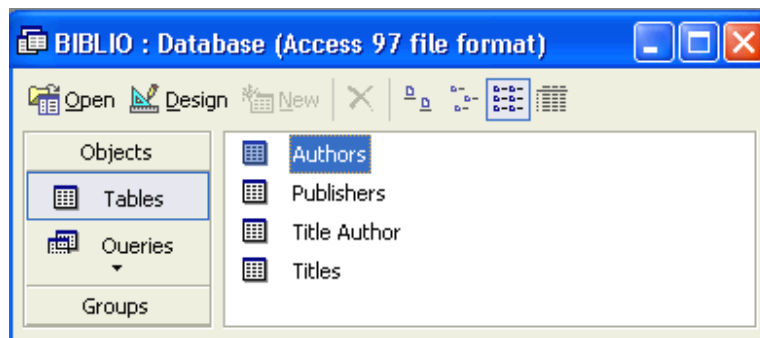 BIBLIO : Database (Access 97 file format)
Open Design New
Objects
Tables
Queries
Groups
Authors
Publishers
Title Author
Titles